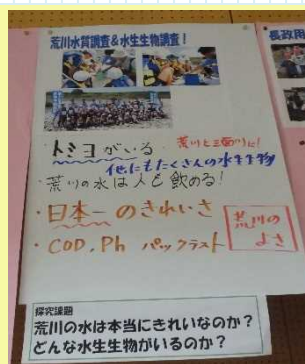 荒川水質調査&水生生物調査!
・トミヨがいる 荒川と三面川に!
他にもたくさんの水生生物
・荒川の水は人も飲める!
・日本一のきれいさ
・COD,Ph パックテスト
荒川の
よさ
探究課題
荒川の水は本当にきれいなのか?
どんな水生生物がいるのか?
長政用